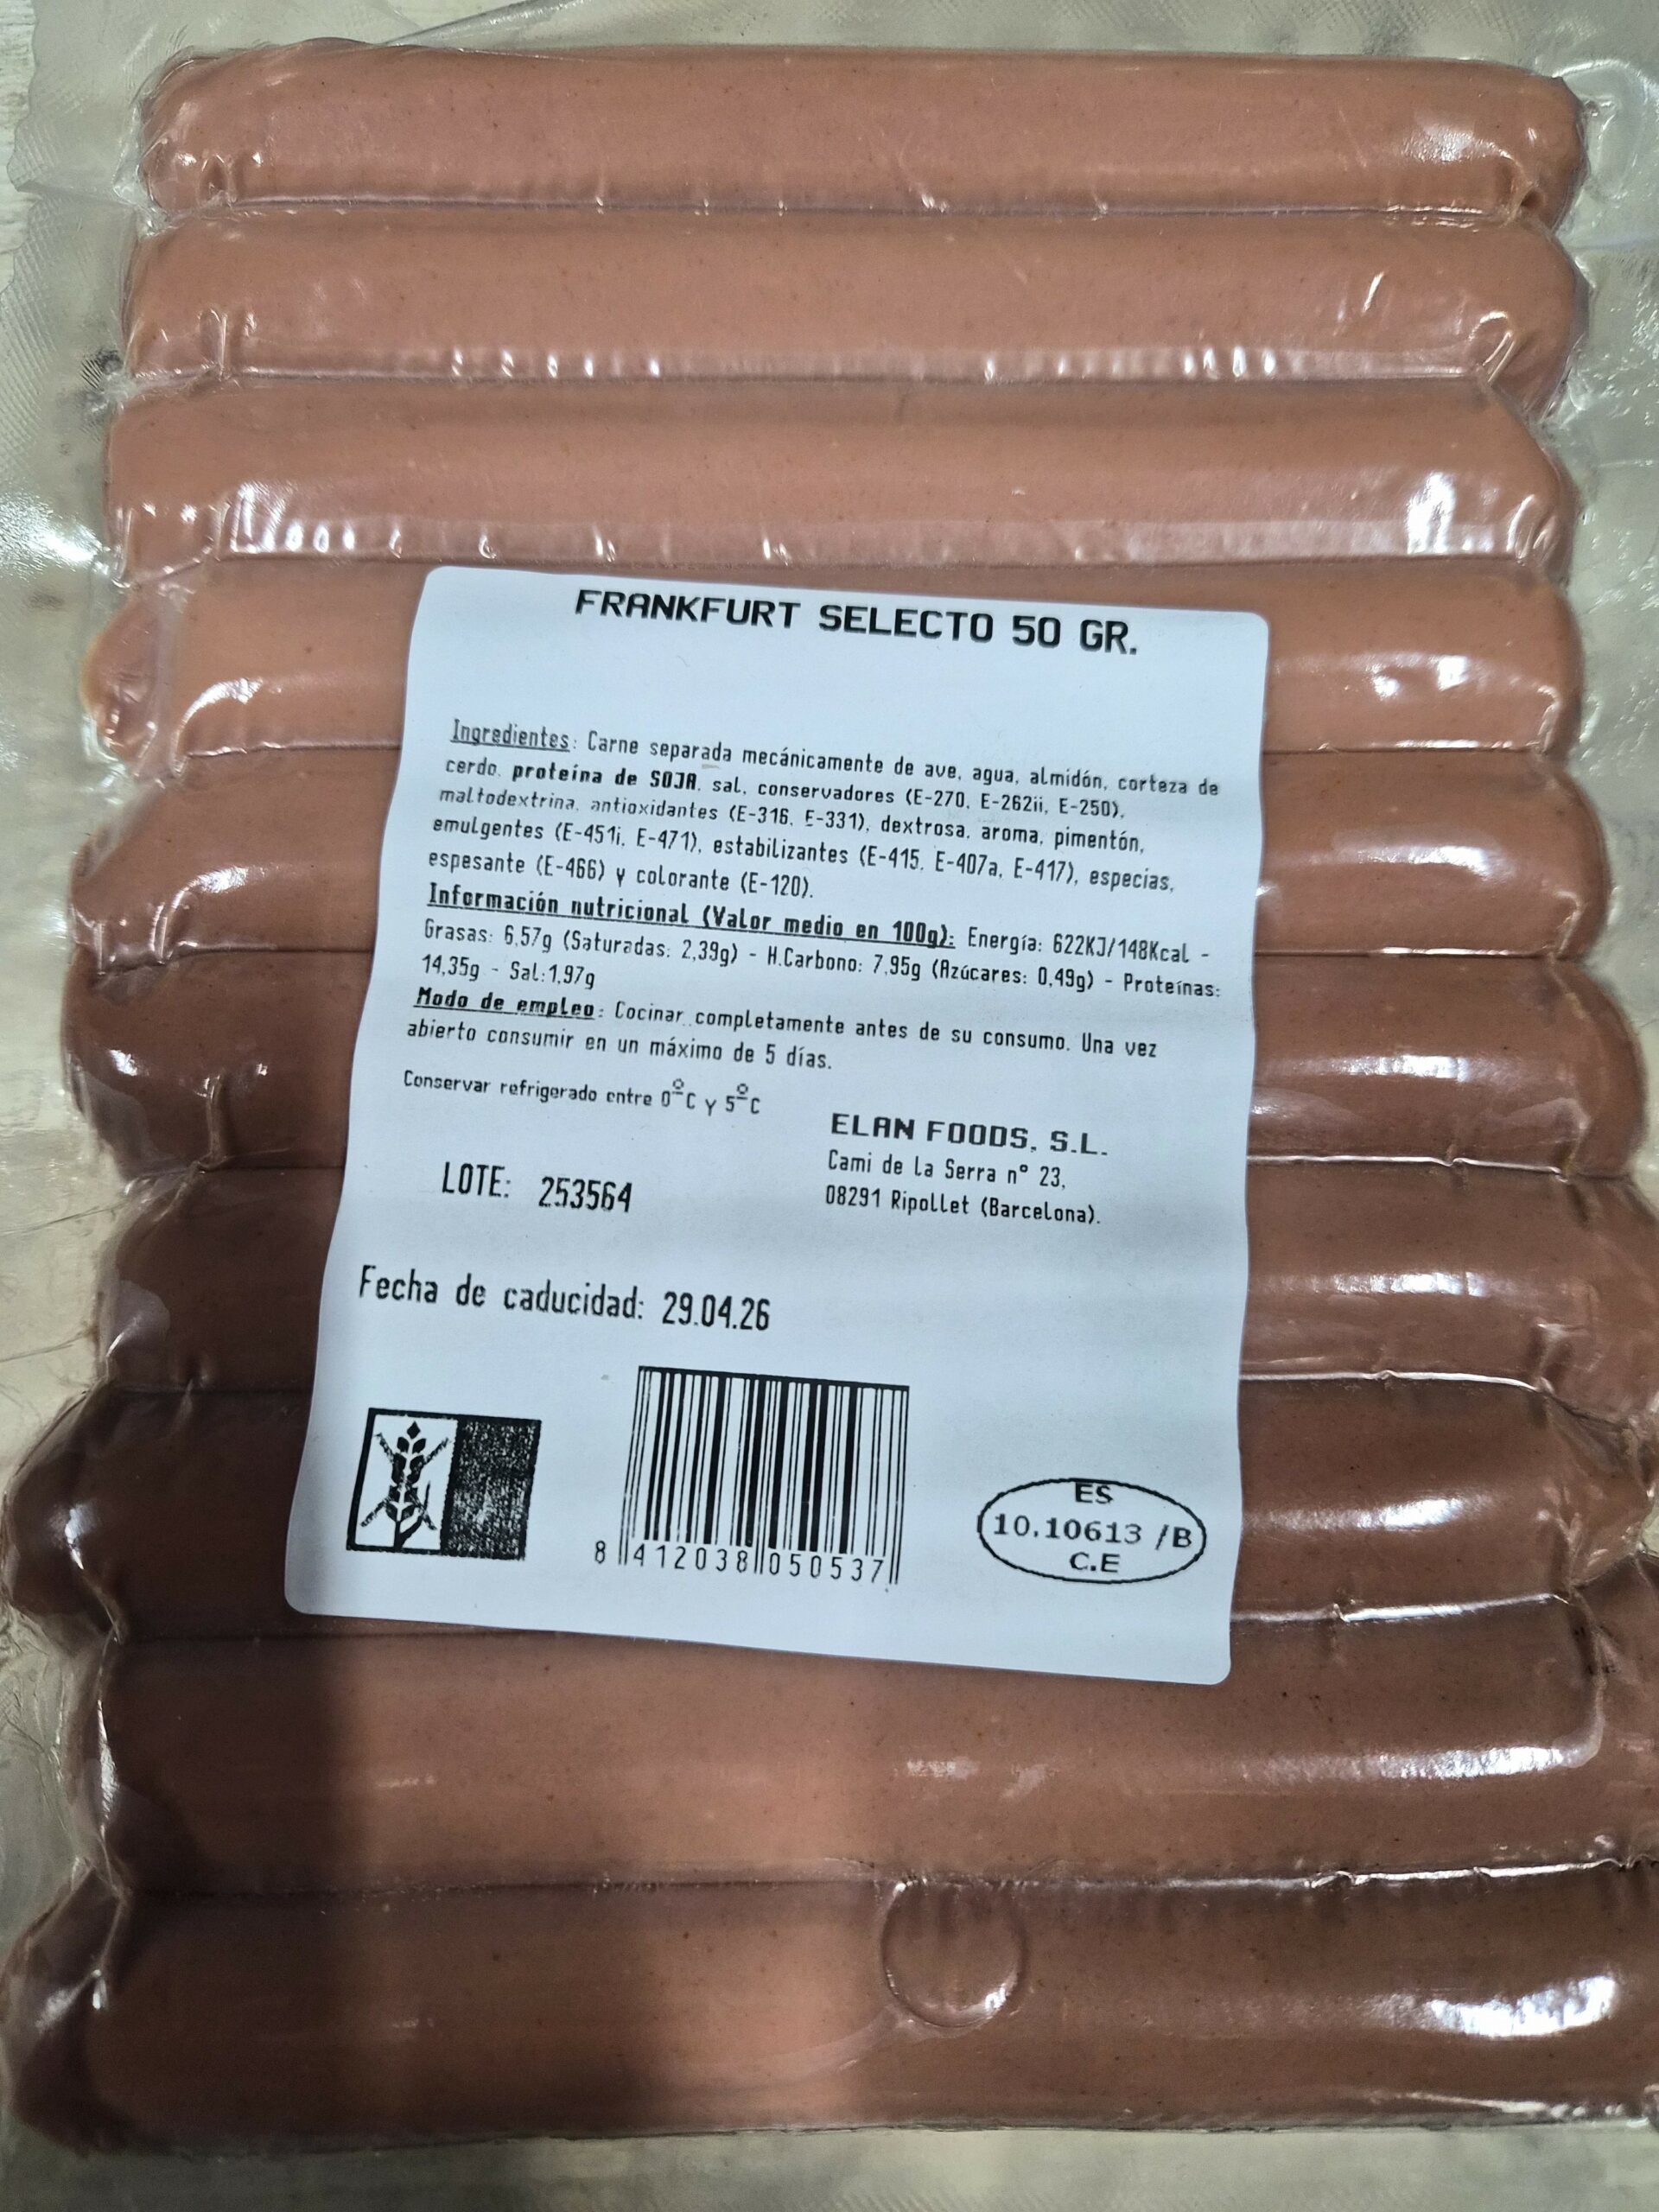 FRANKFURT SELECTO 50 GR.
Ingredientes: Carne separada mecánicamente de ave, agua, almidón, corteza de
cerdo, proteína de SOJA, sal, conservadores (E-270, E-262ii, E-250),
maltodextrina, antioxidantes (E-316, E-331), dextrosa, aroma, pimentón,
emulgentes (E-451i, E-471), estabilizantes (E-415, E-407a, E-417), especias,
espesante (E-466) y colorante (E-120).
Información nutricional (Valor medio en 100g): Energía: 622KJ/148Kcal -
Grasas: 6,57g (Saturadas: 2,39g) - H.Carbono: 7,95g (Azúcares: 0,49g) - Proteínas:
14,35g - Sal:1,97g
Modo de empleo: Cocinar completamente antes de su consumo. Una vez
abierto consumir en un máximo de 5 días.
Conservar refrigerado entre 0ºC y 5ºC
ELAN FOODS, S.L.
Cami de la Serra nº 23,
08291 Ripollet (Barcelona).
LOTE: 253564
Fecha de caducidad: 29.04.26
8 412038 050537
ES
10.10613 /B
C.E